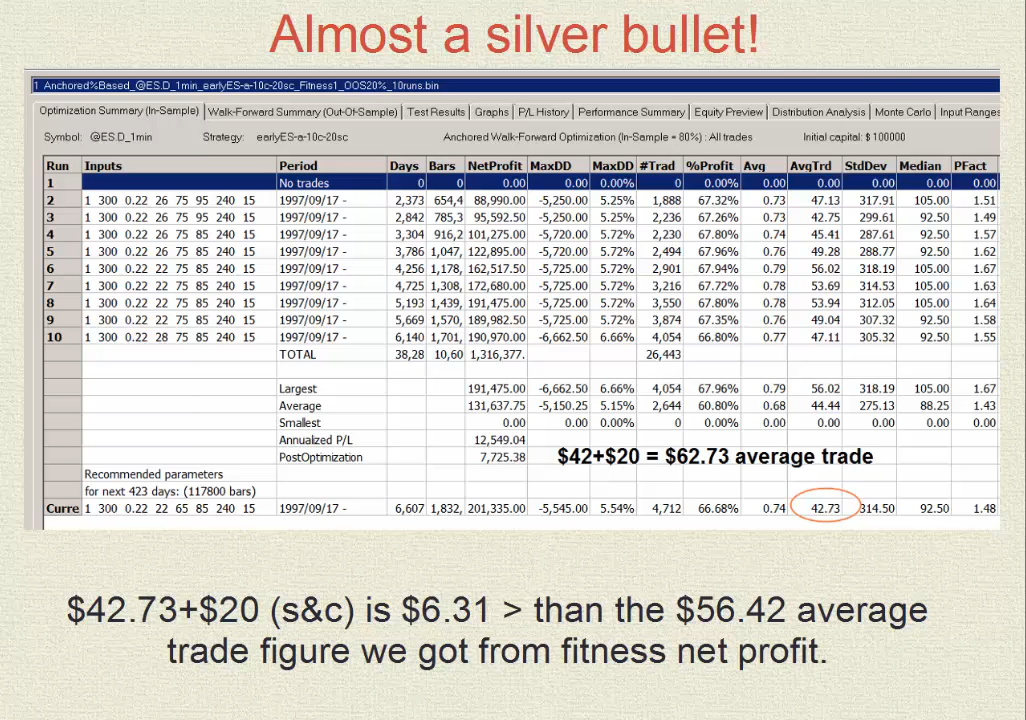 Almost a silver bullet!
1 Anchored%Based_@ES.D_1min_earlyES-a-10c-20sc_Fitness1_OOS20%_10runs.bin
Optimization Summary (In-Sample) Walk-Forward Summary (Out-Of-Sample) Test Results Graphs P/L History Performance Summary Equity Preview Distribution Analysis Monte Carlo Input Ranges
Symbol: @ES.D_1min Strategy: earlyES-a-10c-20sc Anchored Walk-Forward Optimization (In-Sample = 80%) : All trades Initial capital: $ 100000
Run Inputs Period Days Bars NetProfit MaxDD MaxDD #Trad %Profit Avg AvgTrd StdDev Median PFact
1 No trades 0 0 0.00 0.00 0.00% 0 0.00% 0.00 0.00 0.00 0.00 0.00
2 1 300 0.22 26 75 95 240 15 1997/09/17 - 2,373 654,4 88,990.00 -5,250.00 5.25% 1,888 67.32% 0.73 47.13 317.91 105.00 1.51
3 1 300 0.22 26 75 95 240 15 1997/09/17 - 2,842 785,3 95,592.50 -5,250.00 5.25% 2,236 67.26% 0.73 42.75 299.61 92.50 1.49
4 1 300 0.22 22 75 85 240 15 1997/09/17 - 3,304 916,2 101,275.00 -5,720.00 5.72% 2,230 67.80% 0.74 45.41 287.61 92.50 1.57
5 1 300 0.22 26 75 85 240 15 1997/09/17 - 3,786 1,047, 122,895.00 -5,720.00 5.72% 2,494 67.96% 0.76 49.28 288.77 92.50 1.62
6 1 300 0.22 22 75 85 240 15 1997/09/17 - 4,256 1,178, 162,517.50 -5,725.00 5.72% 2,901 67.94% 0.79 56.02 318.19 105.00 1.67
7 1 300 0.22 22 75 85 240 15 1997/09/17 - 4,725 1,308, 172,680.00 -5,725.00 5.72% 3,216 67.72% 0.78 53.69 314.53 105.00 1.63
8 1 300 0.22 22 75 85 240 15 1997/09/17 - 5,193 1,439, 191,475.00 -5,725.00 5.72% 3,550 67.80% 0.78 53.94 312.05 105.00 1.64
9 1 300 0.22 22 75 85 240 15 1997/09/17 - 5,669 1,570, 189,982.50 -5,725.00 5.72% 3,874 67.35% 0.76 49.04 307.32 92.50 1.58
10 1 300 0.22 28 75 85 240 15 1997/09/17 - 6,140 1,701, 190,970.00 -6,662.50 6.66% 4,054 66.80% 0.77 47.11 305.32 92.50 1.55
TOTAL 38,28 10,60 1,316,377. 26,443
Largest 191,475.00 -6,662.50 6.66% 4,054 67.96% 0.79 56.02 318.19 105.00 1.67
Average 131,637.75 -5,150.25 5.15% 2,644 60.80% 0.68 44.44 275.13 88.25 1.43
Smallest 0.00 0.00 0.00% 0 0.00% 0.00 0.00 0.00 0.00 0.00
Annualized P/L 12,549.04
PostOptimization 7,725.38 $42+$20 = $62.73 average trade
Recommended parameters
for next 423 days: (117800 bars)
Curre 1 300 0.22 22 65 85 240 15 1997/09/17 - 6,607 1,832, 201,335.00 -5,545.00 5.54% 4,712 66.68% 0.74 42.73 314.50 92.50 1.48
$42.73+$20 (s&c) is $6.31 > than the $56.42 average
trade figure we got from fitness net profit.